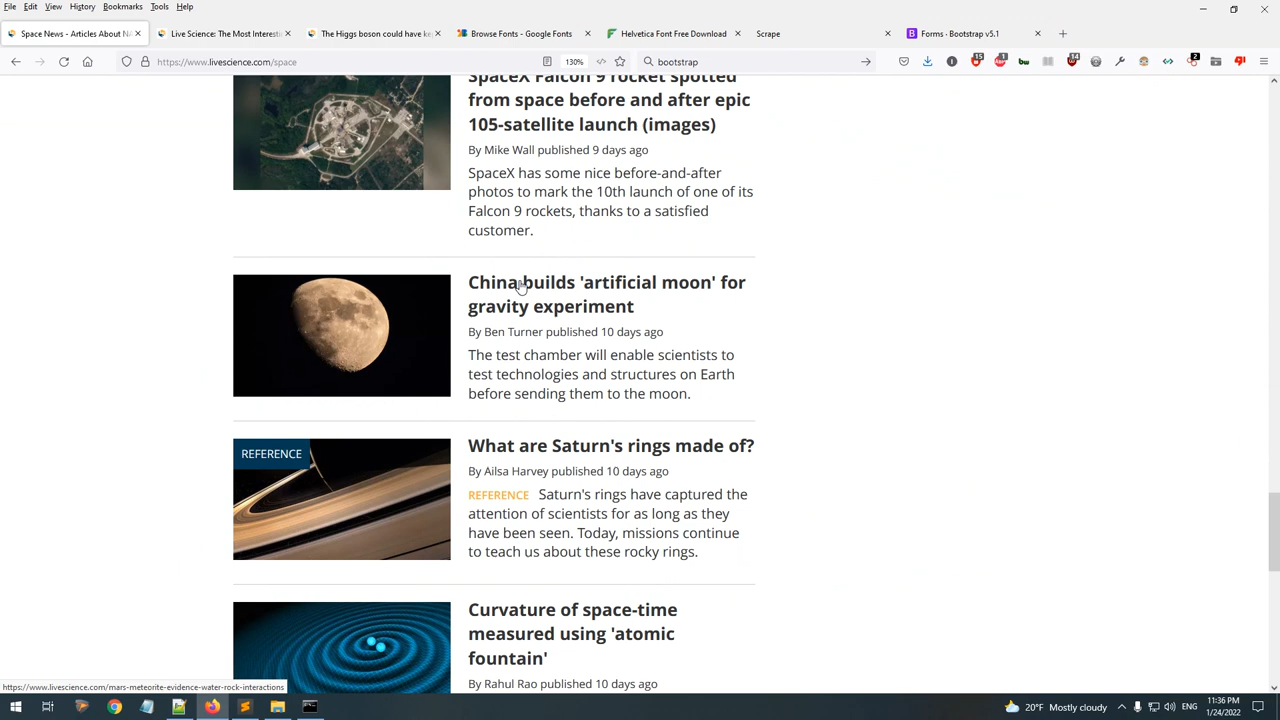 File Edit View History Bookmarks Tools Help
Space News - Articles About NA
Live Science: The Most Interesti
The Higgs boson could have ke
Browse Fonts - Google Fonts
Helvetica Font Free Download
Scrape
Forms · Bootstrap v5.1
https://www.livescience.com/space
130%
bootstrap
15
1
14
2
SpaceX Falcon 9 rocket spotted
from space before and after epic
105-satellite launch (images)
By Mike Wall published 9 days ago
SpaceX has some nice before-and-after
photos to mark the 10th launch of one of its
Falcon 9 rockets, thanks to a satisfied
customer.
China builds 'artificial moon' for
gravity experiment
By Ben Turner published 10 days ago
The test chamber will enable scientists to
test technologies and structures on Earth
before sending them to the moon.
REFERENCE
What are Saturn's rings made of?
By Ailsa Harvey published 10 days ago
REFERENCE Saturn's rings have captured the
attention of scientists for as long as they
have been seen. Today, missions continue
to teach us about these rocky rings.
Curvature of space-time
measured using 'atomic
fountain'
By Rahul Rao published 10 days ago
https://www.livescience.com/mars-meteorite-evidence-water-rock-interactions
20°F Mostly cloudy
ENG
11:36 PM
1/24/2022